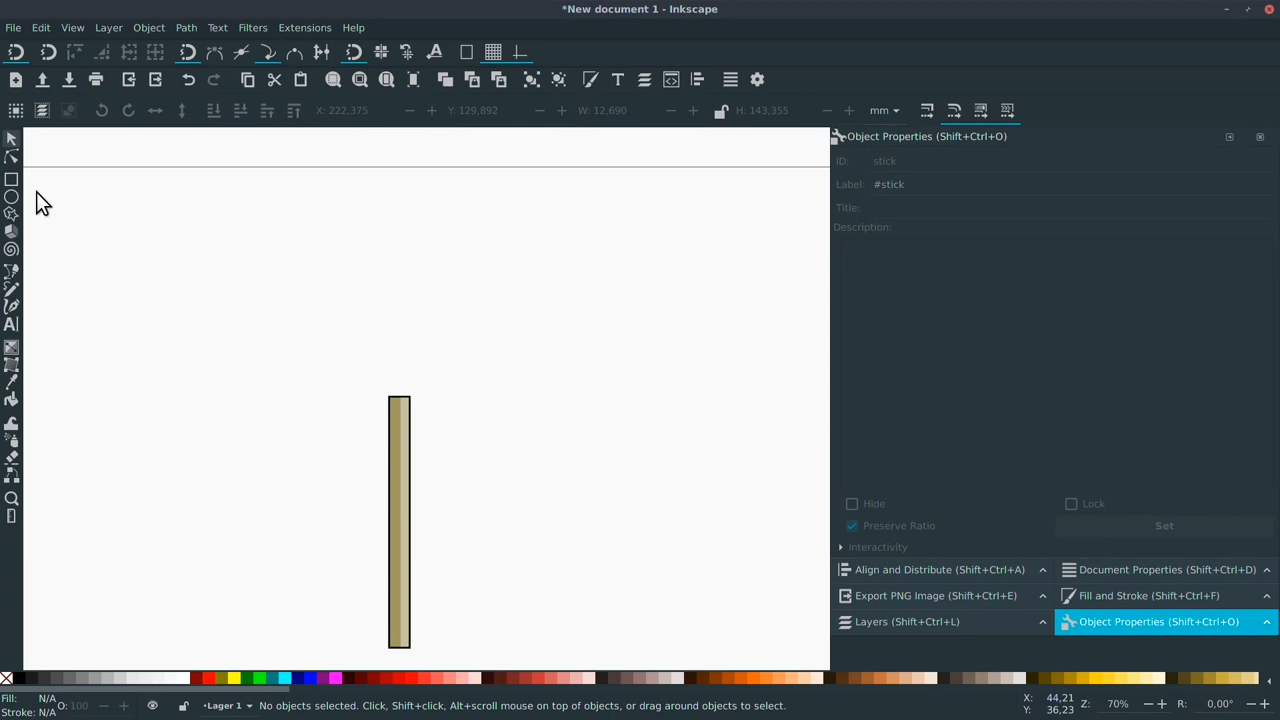 *New document 1 - Inkscape
File Edit View Layer Object Path Filters Text Extensions Help
X: 222,375 Y: 129,892 W: 12,690 H: 143,355 mm
Object Properties (Shift+Ctrl+O)
ID: stick
Label: #stick
Title:
Description:
Hide Lock
Preserve Ratio Set
Interactivity
Align and Distribute (Shift+Ctrl+A) Document Properties (Shift+Ctrl+D)
Export PNG Image (Shift+Ctrl+E) Fill and Stroke (Shift+Ctrl+F)
Layers (Shift+Ctrl+L) Object Properties (Shift+Ctrl+O)
Fill: N/A O: 100 •Lager 1 No objects selected. Click, Shift+click, Alt+scroll mouse on top of objects, or drag around objects to select. X: 44,21 Z: 70% R: 0,00°
Stroke: N/A Y: 36,23